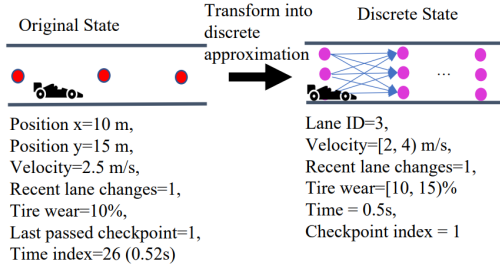 Original State
Transform into
discrete
approximation
Discrete State
...
Position x=10 m,
Position y=15 m,
Velocity=2.5 m/s,
Recent lane changes=1,
Tire wear=10%,
Last passed checkpoint=1,
Time index=26 (0.52s)
Lane ID=3,
Velocity=[2, 4) m/s,
Recent lane changes=1,
Tire wear=[10, 15)%
Time = 0.5s,
Checkpoint index = 1